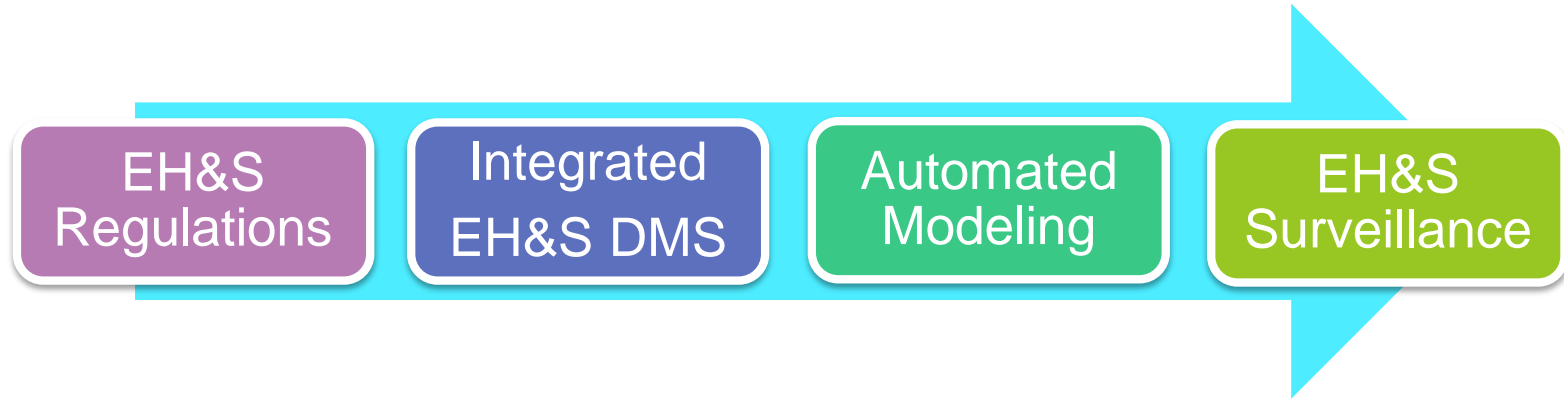 EH&S
Regulations
Integrated
EH&S DMS
Automated
Modeling
EH&S
Surveillance